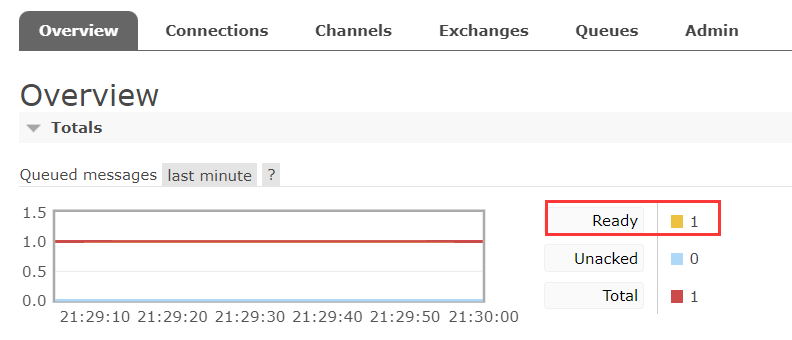 Overview Connections Channels Exchanges Queues Admin
Overview
Totals
Queued messages last minute ?
1.5
1.0
0.5
0.0
21:29:10 21:29:20 21:29:30 21:29:40 21:29:50 21:30:00
Ready 1
Unacked 0
Total 1